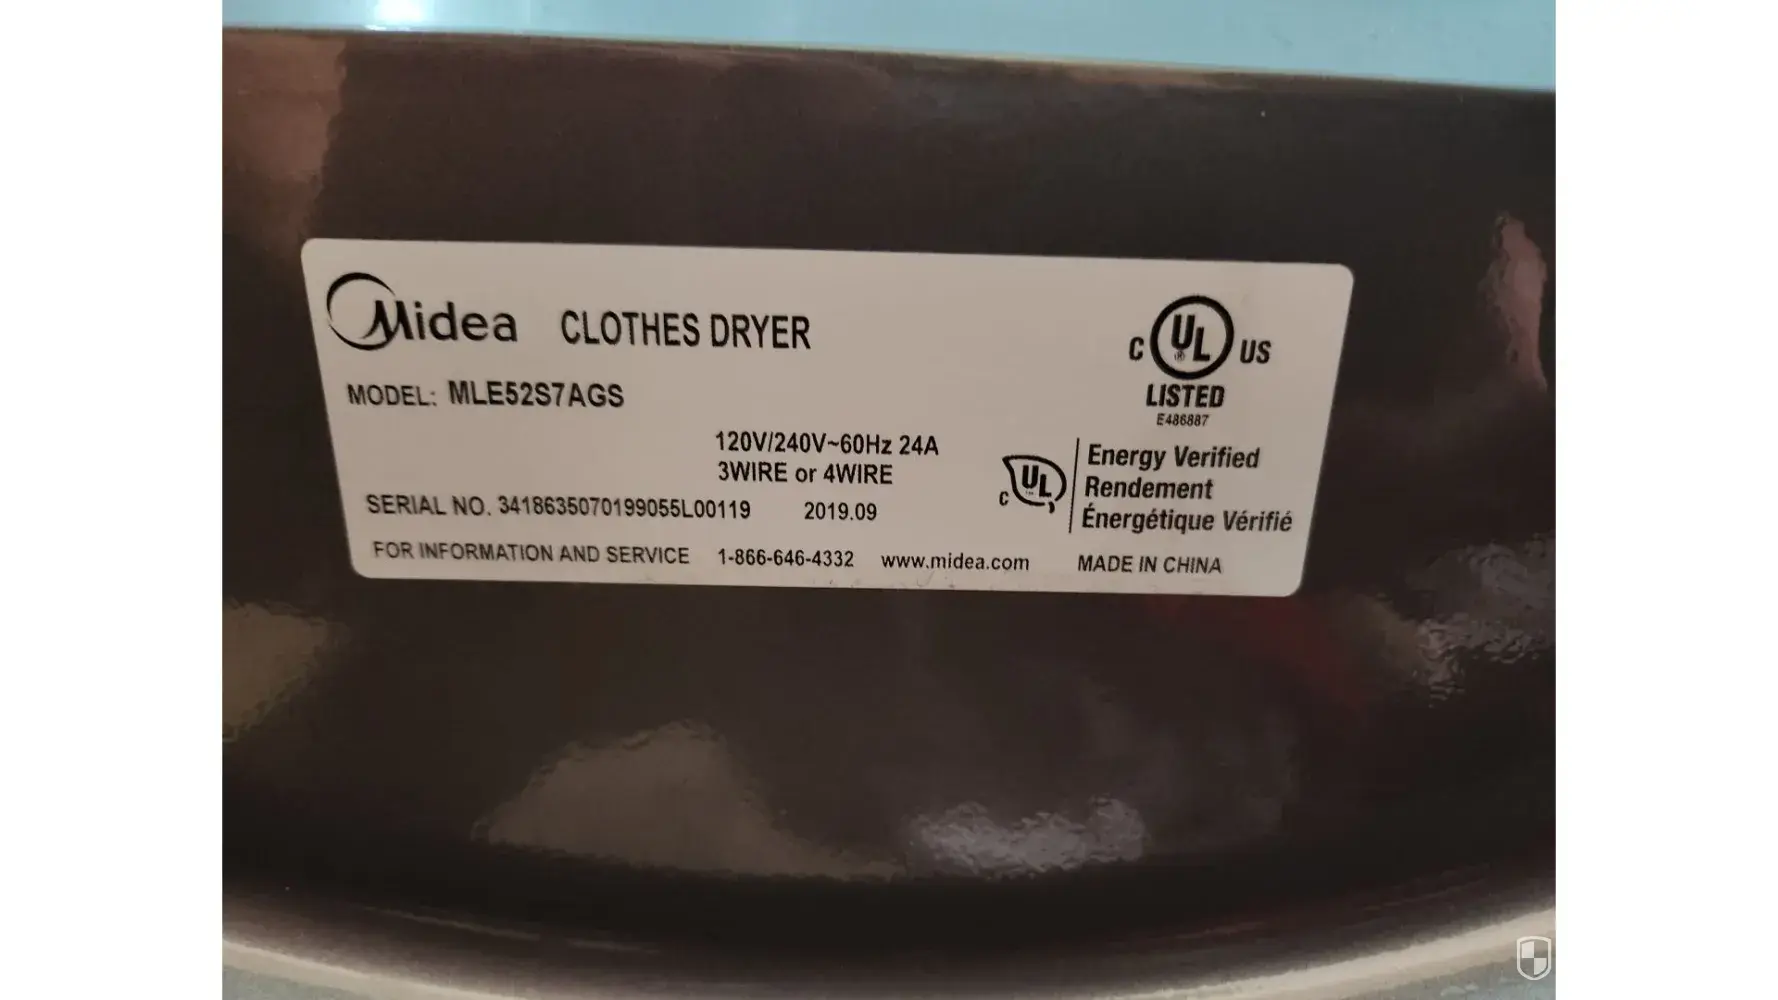 Midea CLOTHES DRYER
MODEL: MLE52S7AGS
120V/240V~60Hz 24A
3WIRE or 4WIRE
SERIAL NO. 3418635070199055L00119 2019.09
FOR INFORMATION AND SERVICE 1-866-646-4332 www.midea.com MADE IN CHINA
C UL® US
LISTED
E486887
C UL
Energy Verified
Rendement
Énergétique Vérifié